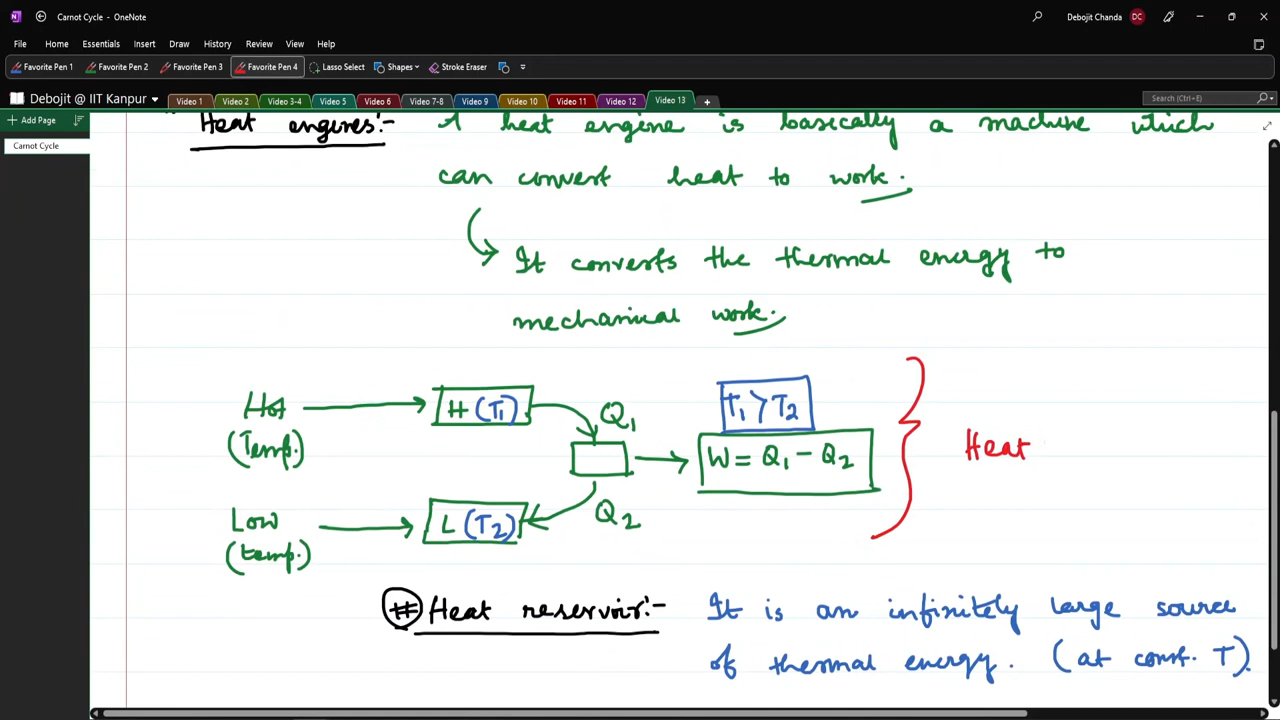 Carnot Cycle - OneNote
Debojit Chanda DC
File Home Essentials Insert Draw History Review View Help
Favorite Pen 1 Favorite Pen 2 Favorite Pen 3 Favorite Pen 4 Lasso Select Shapes Stroke Eraser
Debojit @ IIT Kanpur Video 1 Video 2 Video 3-4 Video 5 Video 6 Video 7-8 Video 9 Video 10 Video 11 Video 12 Video 13 + Search (Ctrl+E)
Add Page
Carnot Cycle
Heat engines:- A heat engine is basically a machine which
can convert heat to work.
It converts the thermal energy to
mechanical work.
Hot
(Temp.)
H (T1)
Q1
T1 > T2
W = Q1 - Q2
Heat
Low
(temp.)
L (T2)
Q2
# Heat reservoir:- It is an infinitely large source
of thermal energy. (at const. T).